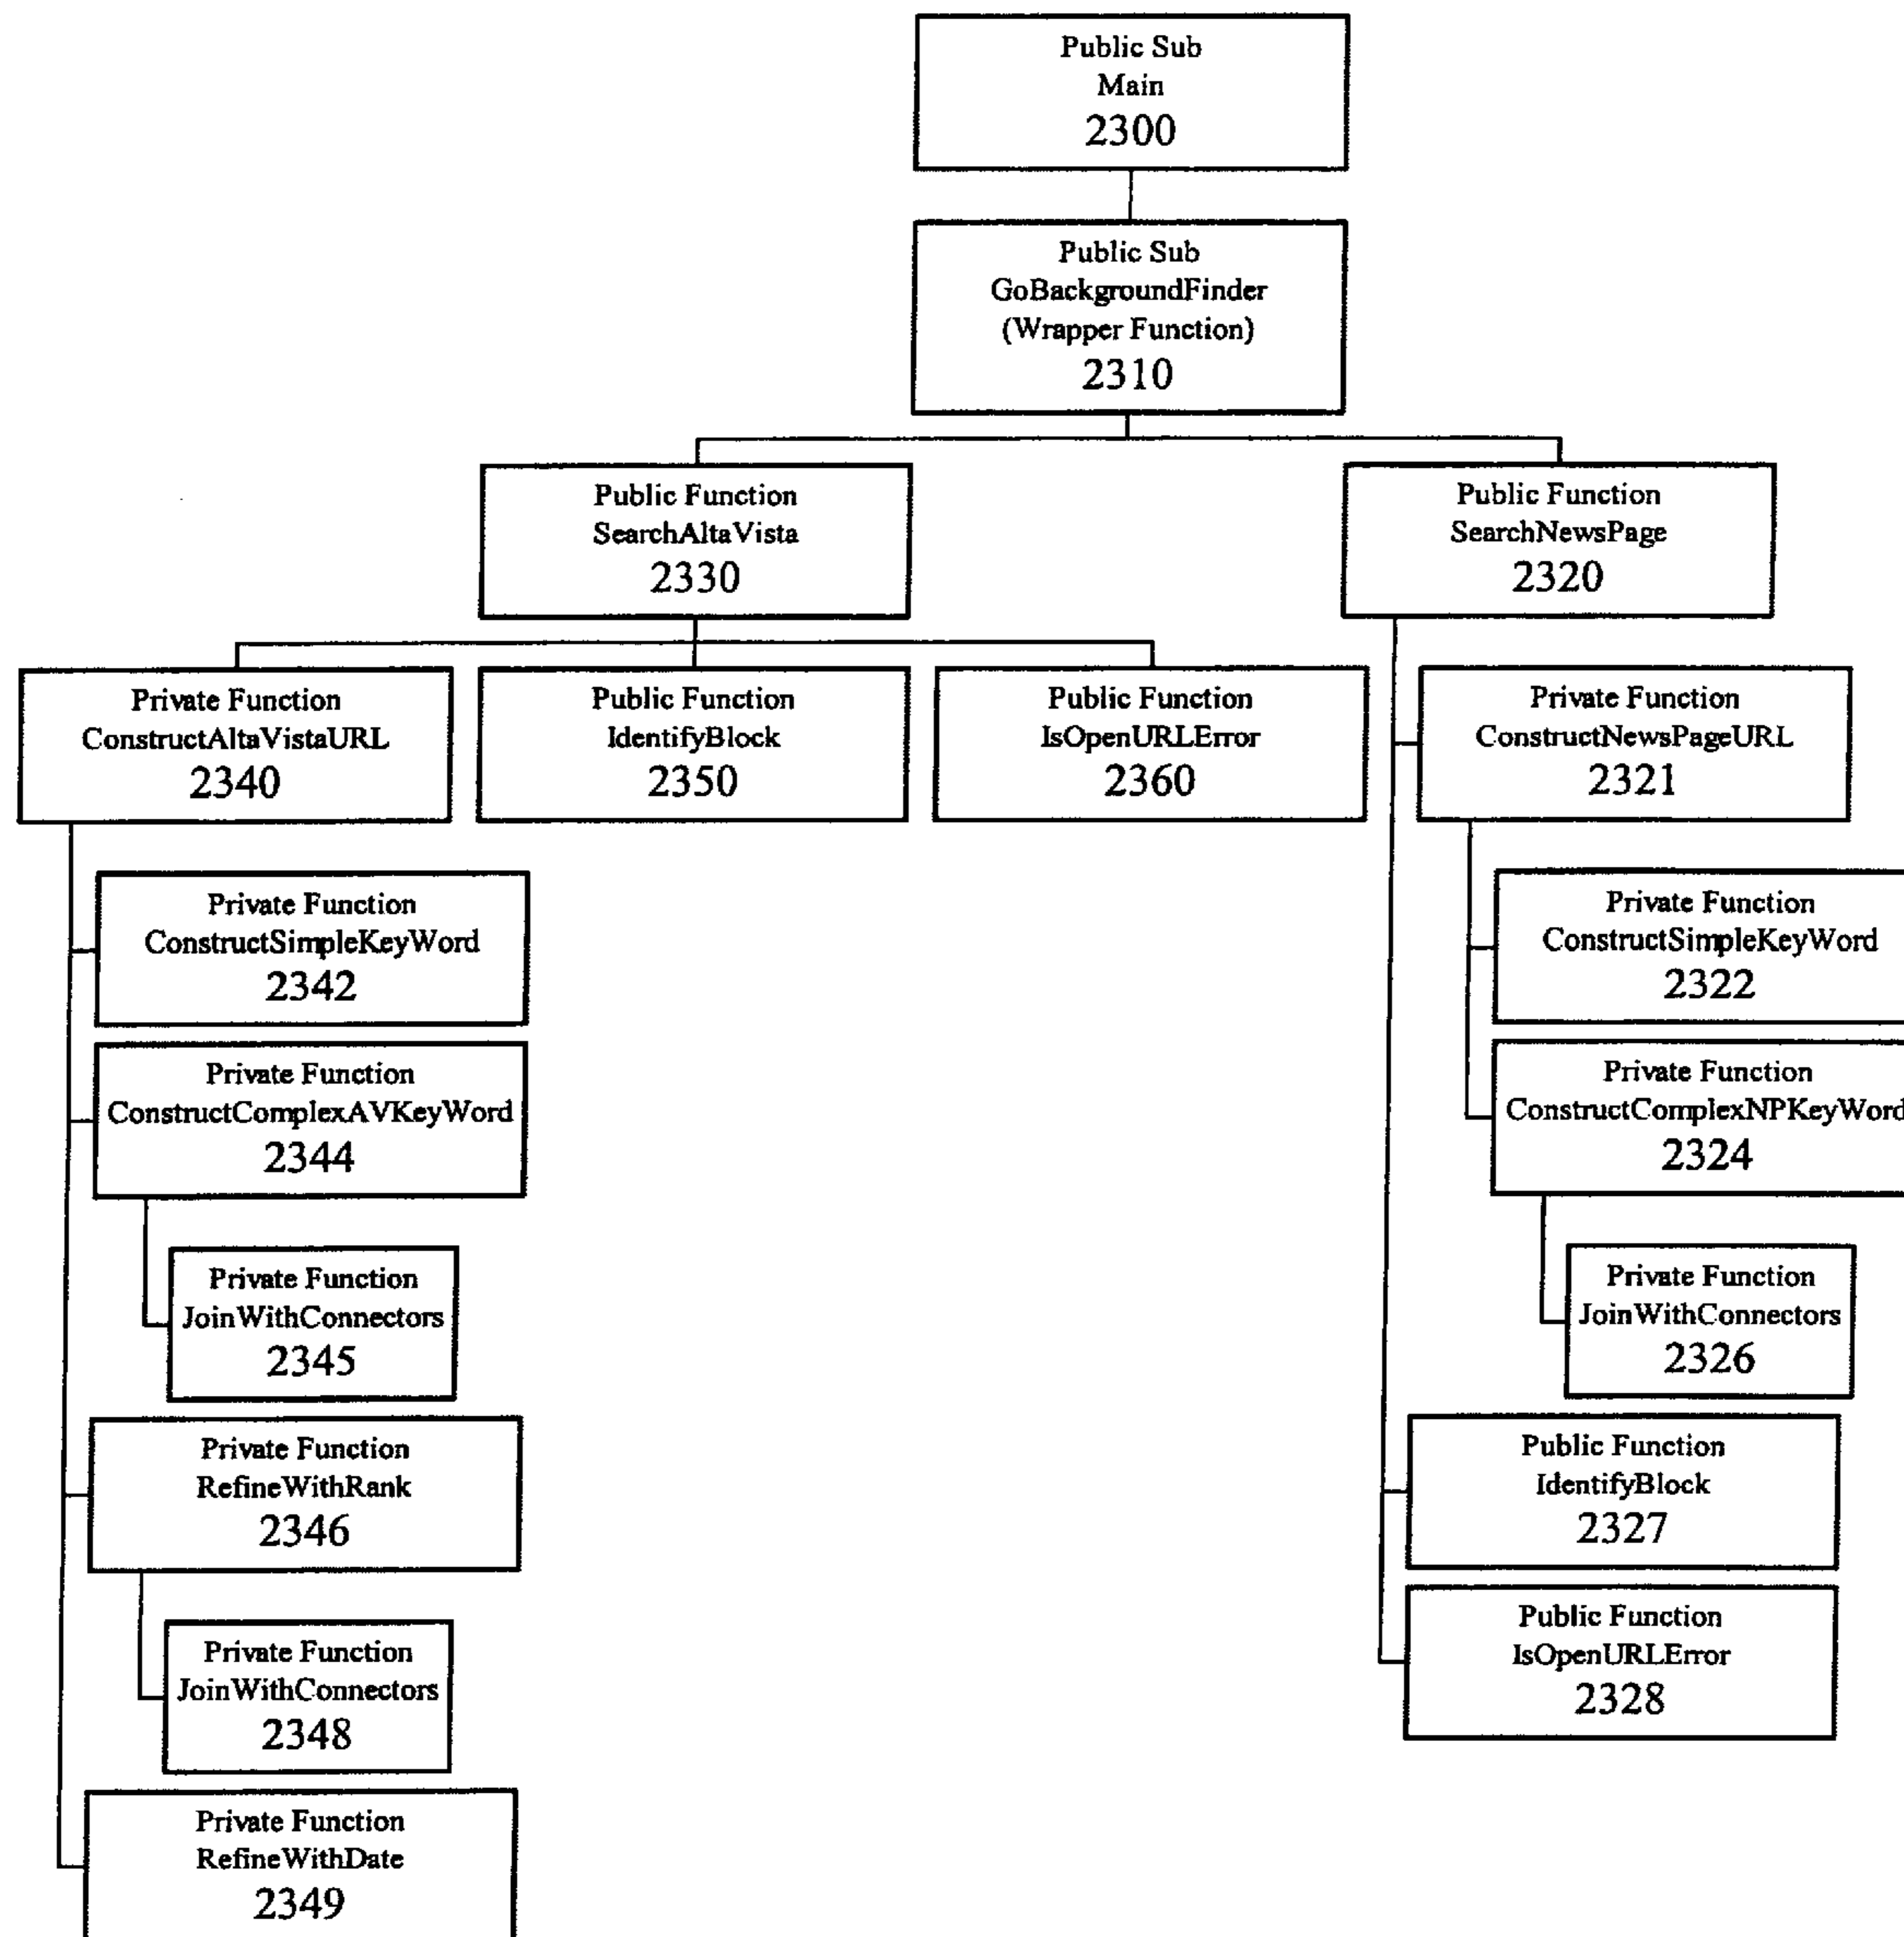 Public Sub
Main
2300
Public Sub
GoBackgroundFinder
(Wrapper Function)
2310
Public Function
SearchAltaVista
2330
Public Function
SearchNewsPage
2320
Private Function
ConstructAltaVistaURL
2340
Public Function
IdentifyBlock
2350
Public Function
IsOpenURLError
2360
Private Function
ConstructNewsPageURL
2321
Private Function
ConstructSimpleKeyWord
2342
Private Function
ConstructComplexAVKeyWord
2344
Private Function
JoinWithConnectors
2345
Private Function
RefineWithRank
2346
Private Function
JoinWithConnectors
2348
Private Function
RefineWithDate
2349
Private Function
ConstructSimpleKeyWord
2322
Private Function
ConstructComplexNPKeyWord
2324
Private Function
JoinWithConnectors
2326
Public Function
IdentifyBlock
2327
Public Function
IsOpenURLError
2328